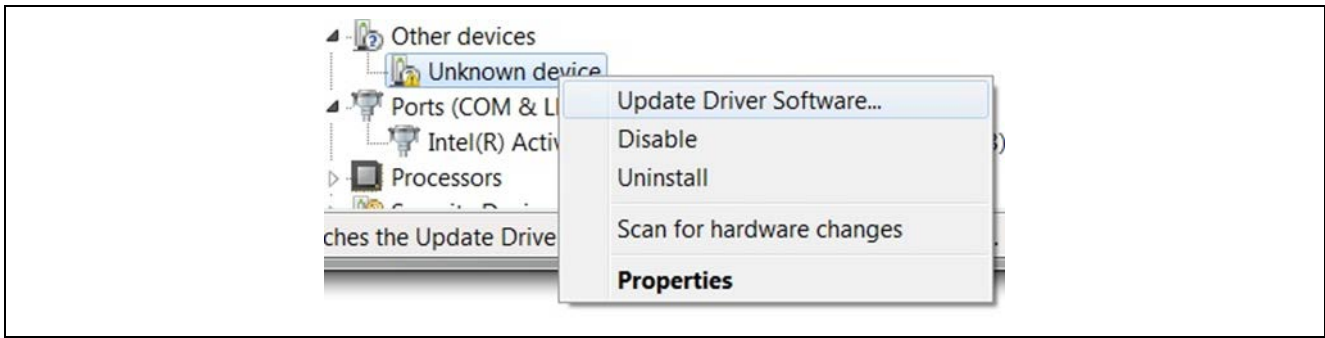 Other devices
Unknown device
Update Driver Software...
Ports (COM & L
Disable
Intel(R) Activ
3)
Uninstall
Processors
Scan for hardware changes
ches the Update Drive
Properties